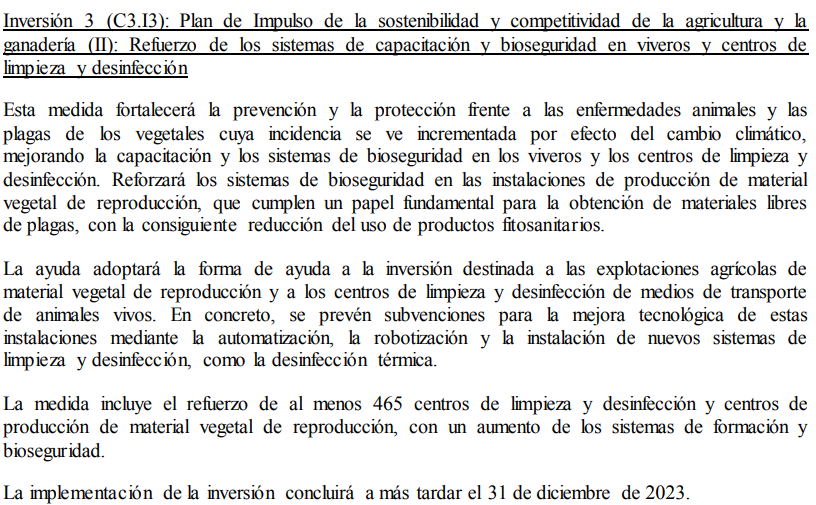 Inversión 3 (C3.I3): Plan de Impulso de la sostenibilidad y competitividad de la agricultura y la
ganadería (II): Refuerzo de los sistemas de capacitación y bioseguridad en viveros y centros de
limpieza y desinfección
Esta medida fortalecerá la prevención y la protección frente a las enfermedades animales y las
plagas de los vegetales cuya incidencia se ve incrementada por efecto del cambio climático,
mejorando la capacitación y los sistemas de bioseguridad en los viveros y los centros de limpieza y
desinfección. Reforzará los sistemas de bioseguridad en las instalaciones de producción de material
vegetal de reproducción, que cumplen un papel fundamental para la obtención de materiales libres
de plagas, con la consiguiente reducción del uso de productos fitosanitarios.
La ayuda adoptará la forma de ayuda a la inversión destinada a las explotaciones agrícolas de
material vegetal de reproducción y a los centros de limpieza y desinfección de medios de transporte
de animales vivos. En concreto, se prevén subvenciones para la mejora tecnológica de estas
instalaciones mediante la automatización, la robotización y la instalación de nuevos sistemas de
limpieza y desinfección, como la desinfección térmica.
La medida incluye el refuerzo de al menos 465 centros de limpieza y desinfección y centros de
producción de material vegetal de reproducción, con un aumento de los sistemas de formación y
bioseguridad.
La implementación de la inversión concluirá a más tardar el 31 de diciembre de 2023.